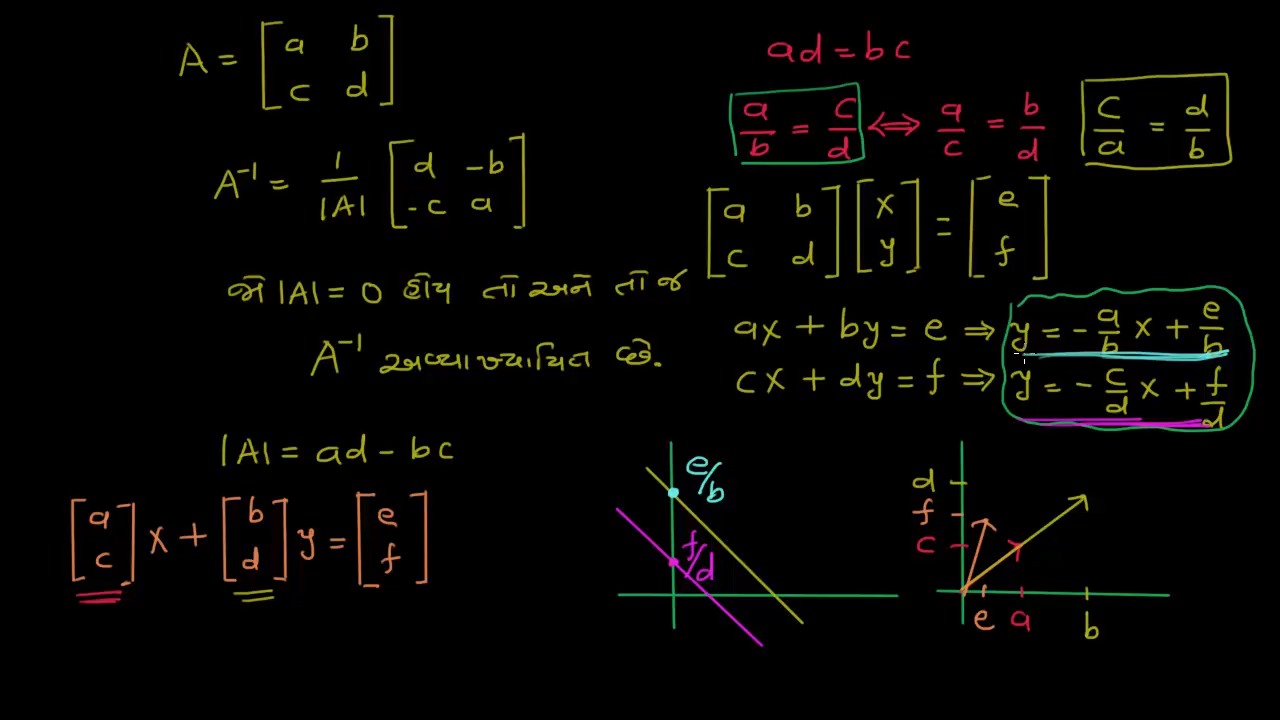 A = [a b; c d]
A⁻¹ = 1/|A| [d -b; -c a]
જો |A| = 0 હોય તો અને તો જ
A⁻¹ અવ્યાખ્યાયિત છે.
|A| = ad - bc
[a; c] x + [b; d] y = [e; f]
ad = bc
a/b = c/d ⟺ a/c = b/d
c/a = d/b
[a b; c d] [x; y] = [e; f]
ax + by = e ⇒ y = - a/b x + e/b
cx + dy = f ⇒ y = - c/d x + f/d
e/b
f/d
d
f
c
e a b